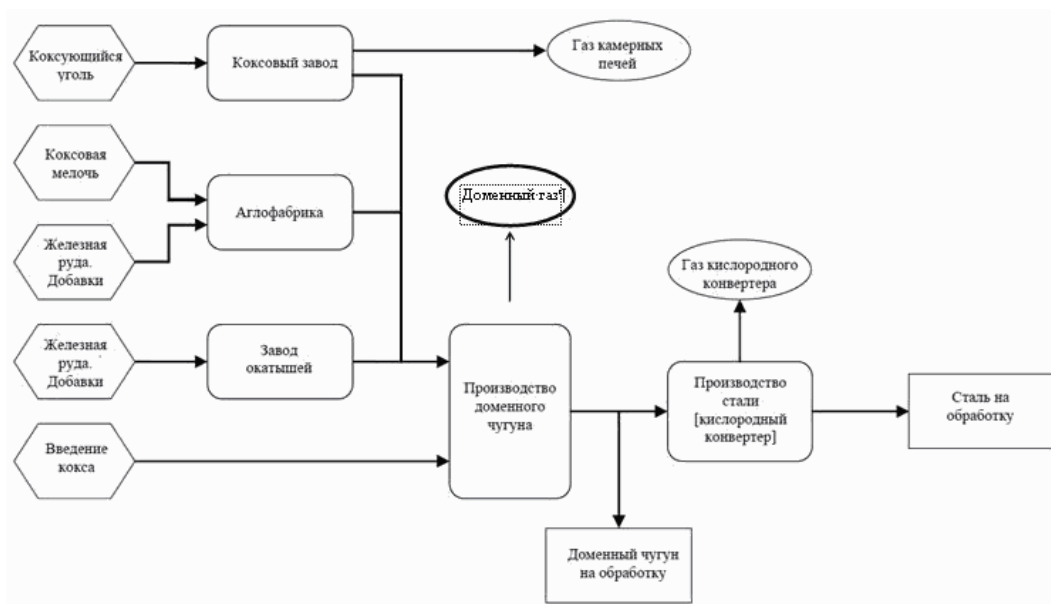 Коксующийся
уголь
Коксовый завод
Газ камерных
печей
Коксовая
мелочь
Аглофабрика
Доменный газ¶
Железная
руда.
Добавки
Газ кислородного
конвертера
Железная
руда.
Добавки
Завод
окатышей
Производство
доменного
чугуна
Производство
стали
[кислородный
конвертер]
Сталь на
обработку
Введение
кокса
Доменный чугун
на обработку